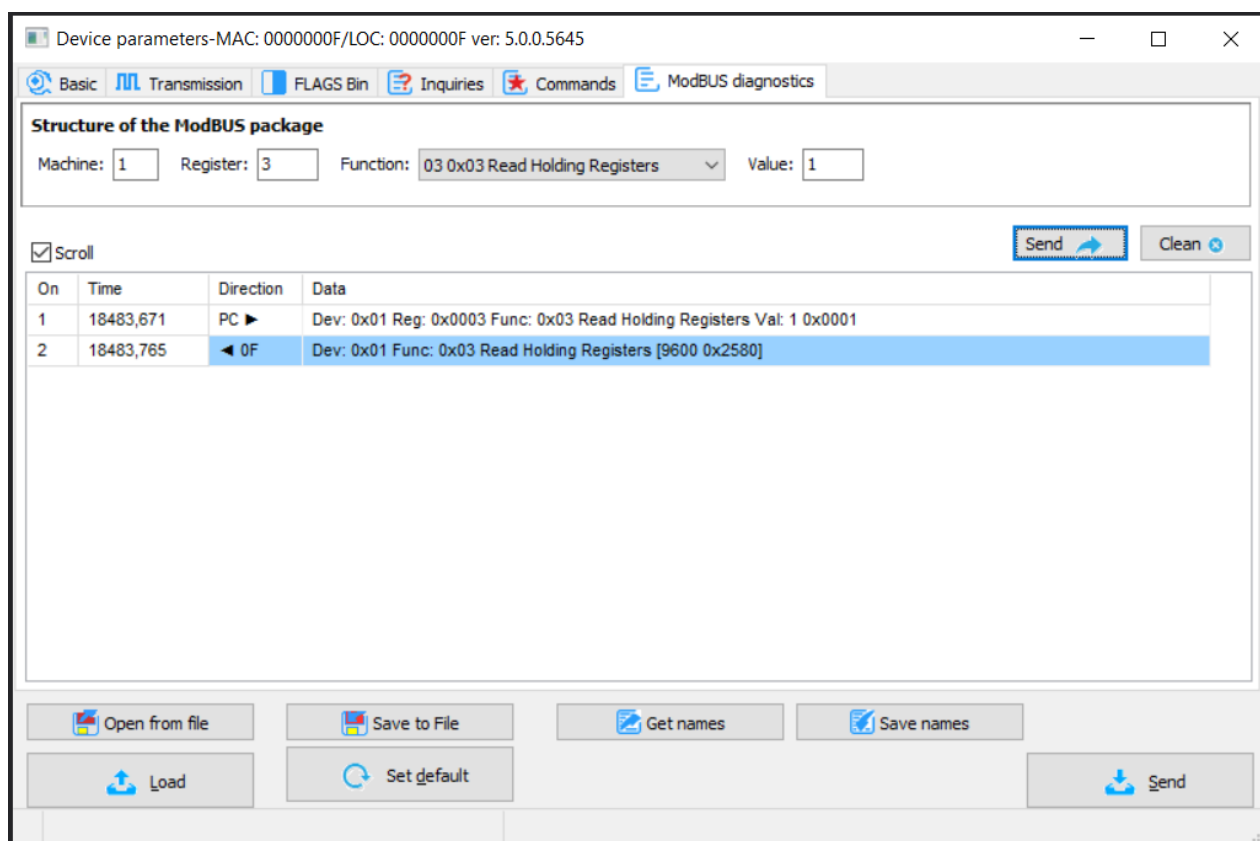 Device parameters-MAC: 0000000F/LOC: 0000000F ver: 5.0.0.5645
Basic Transmission FLAGS Bin Inquiries Commands ModBUS diagnostics
Structure of the ModBUS package
Machine: 1 Register: 3 Function: 03 0x03 Read Holding Registers Value: 1
Scroll Send Clean
On Time Direction Data
1 18483,671 PC ► Dev: 0x01 Reg: 0x0003 Func: 0x03 Read Holding Registers Val: 1 0x0001
2 18483,765 ◄ 0F Dev: 0x01 Func: 0x03 Read Holding Registers [9600 0x2580]
Open from file Save to File Get names Save names
Load Set default Send